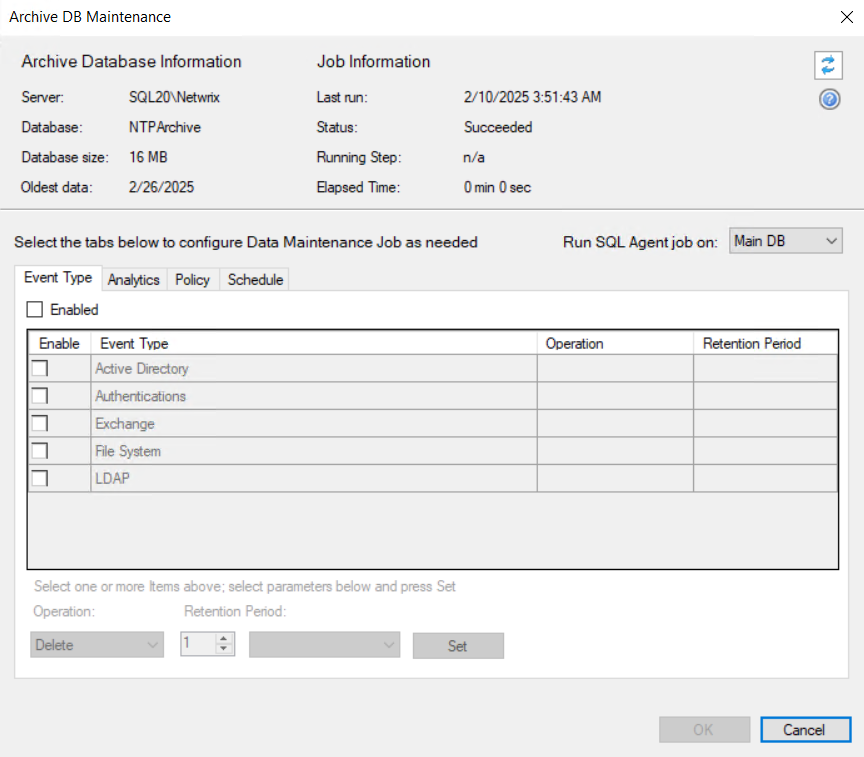 Archive DB Maintenance
Archive Database Information
Job Information
Server: SQL20\Netwrix
Last run: 2/10/2025 3:51:43 AM
Database: NTPArchive
Status: Succeeded
Database size: 16 MB
Running Step: n/a
Oldest data: 2/26/2025
Elapsed Time: 0 min 0 sec
Select the tabs below to configure Data Maintenance Job as needed
Run SQL Agent job on: Main DB
Event Type Analytics Policy Schedule
Enabled
Enable Event Type Operation Retention Period
Active Directory
Authentications
Exchange
File System
LDAP
Select one or more Items above; select parameters below and press Set
Operation: Retention Period:
Delete 1 Set
OK Cancel